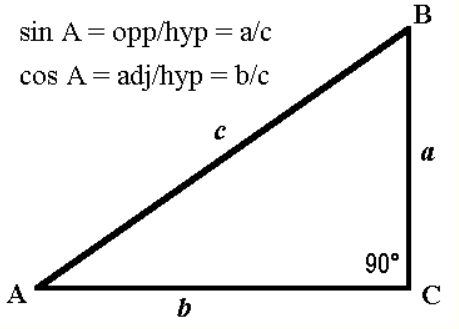 B
sin A = opp/hyp = a/c
cos A = adj/hyp = b/c
c
a
90°
A
C
b